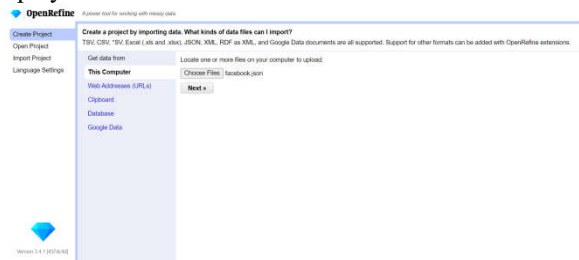 OpenRefine A power tool for working with messy data
Create Project
Open Project
Import Project
Language Settings
Create a project by importing data. What kinds of data files can I import?
TSV, CSV, *SV, Excel (.xls and .xlsx), JSON, XML, RDF as XML, and Google Data documents are all supported. Support for other formats can be added with OpenRefine extensions.
Get data from
This Computer
Web Addresses (URLs)
Clipboard
Database
Google Data
Locate one or more files on your computer to upload:
Choose Files facebook.json
Next »
Version 3.4.1